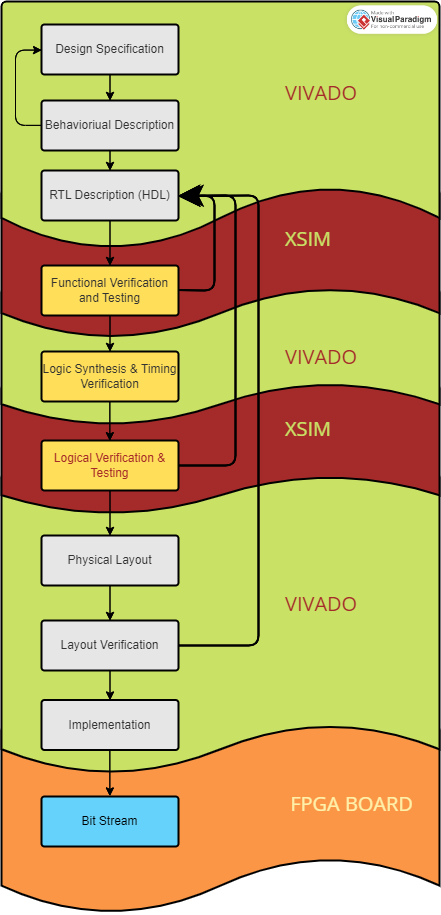 Made with
VisualParadigm
For non-commercial use
Design Specification
VIVADO
Behavioriual Description
RTL Description (HDL)
XSIM
Functional Verification
and Testing
VIVADO
Logic Synthesis & Timing
Verification
XSIM
Logical Verification &
Testing
Physical Layout
VIVADO
Layout Verification
Implementation
FPGA BOARD
Bit Stream